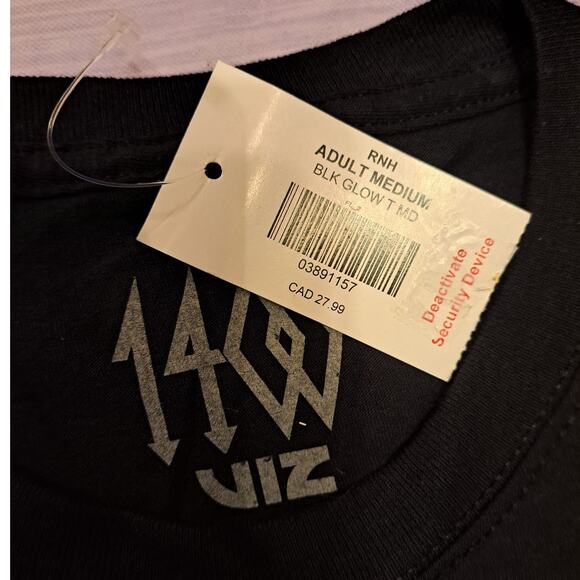 RNH
ADULT MEDIUM
BLK GLOW T MD
03891157
CAD 27.99
Deactivate
Security Device
VIZ